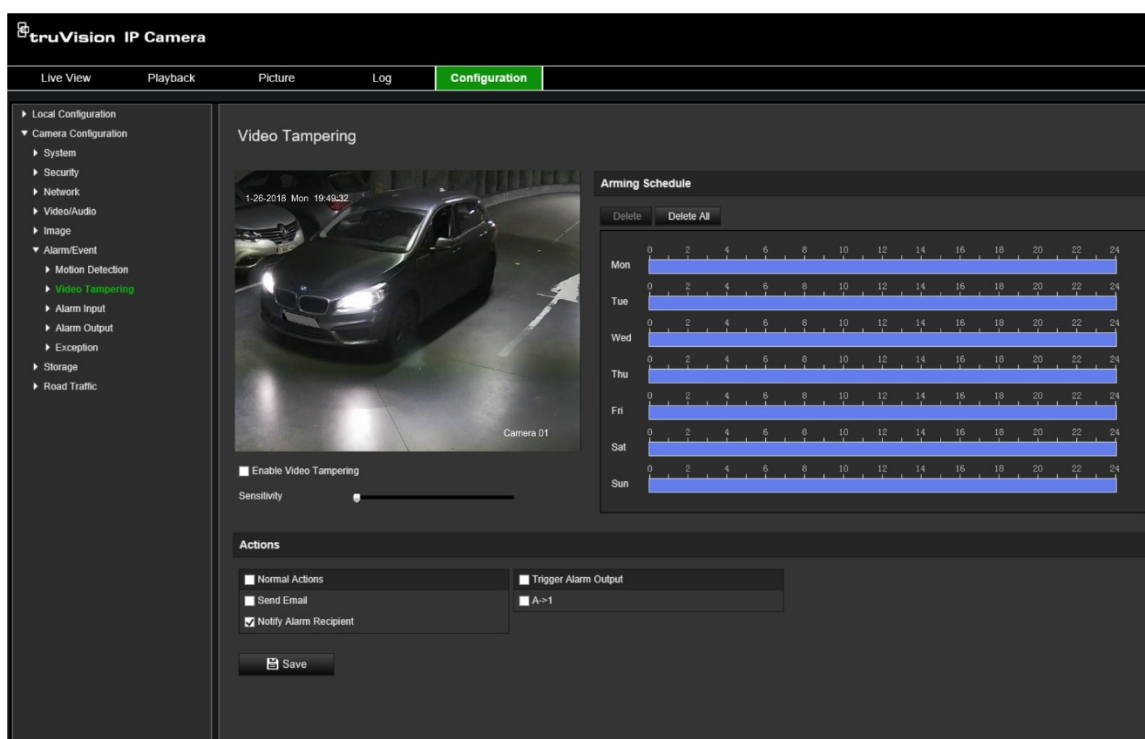 truVision IP Camera
Live View Playback Picture Log Configuration
Local Configuration
Camera Configuration
System
Security
Network
Video/Audio
Image
Alarm/Event
Motion Detection
Video Tampering
Alarm Input
Alarm Output
Exception
Storage
Road Traffic
Video Tampering
1-26-2018 Mon 19:49:32
Camera 01
Enable Video Tampering
Sensitivity
Arming Schedule
Delete Delete All
0 2 4 6 8 10 12 14 16 18 20 22 24
Mon
0 2 4 6 8 10 12 14 16 18 20 22 24
Tue
0 2 4 6 8 10 12 14 16 18 20 22 24
Wed
0 2 4 6 8 10 12 14 16 18 20 22 24
Thu
0 2 4 6 8 10 12 14 16 18 20 22 24
Fri
0 2 4 6 8 10 12 14 16 18 20 22 24
Sat
0 2 4 6 8 10 12 14 16 18 20 22 24
Sun
Actions
Normal Actions Trigger Alarm Output
Send Email A->1
Notify Alarm Recipient
Save